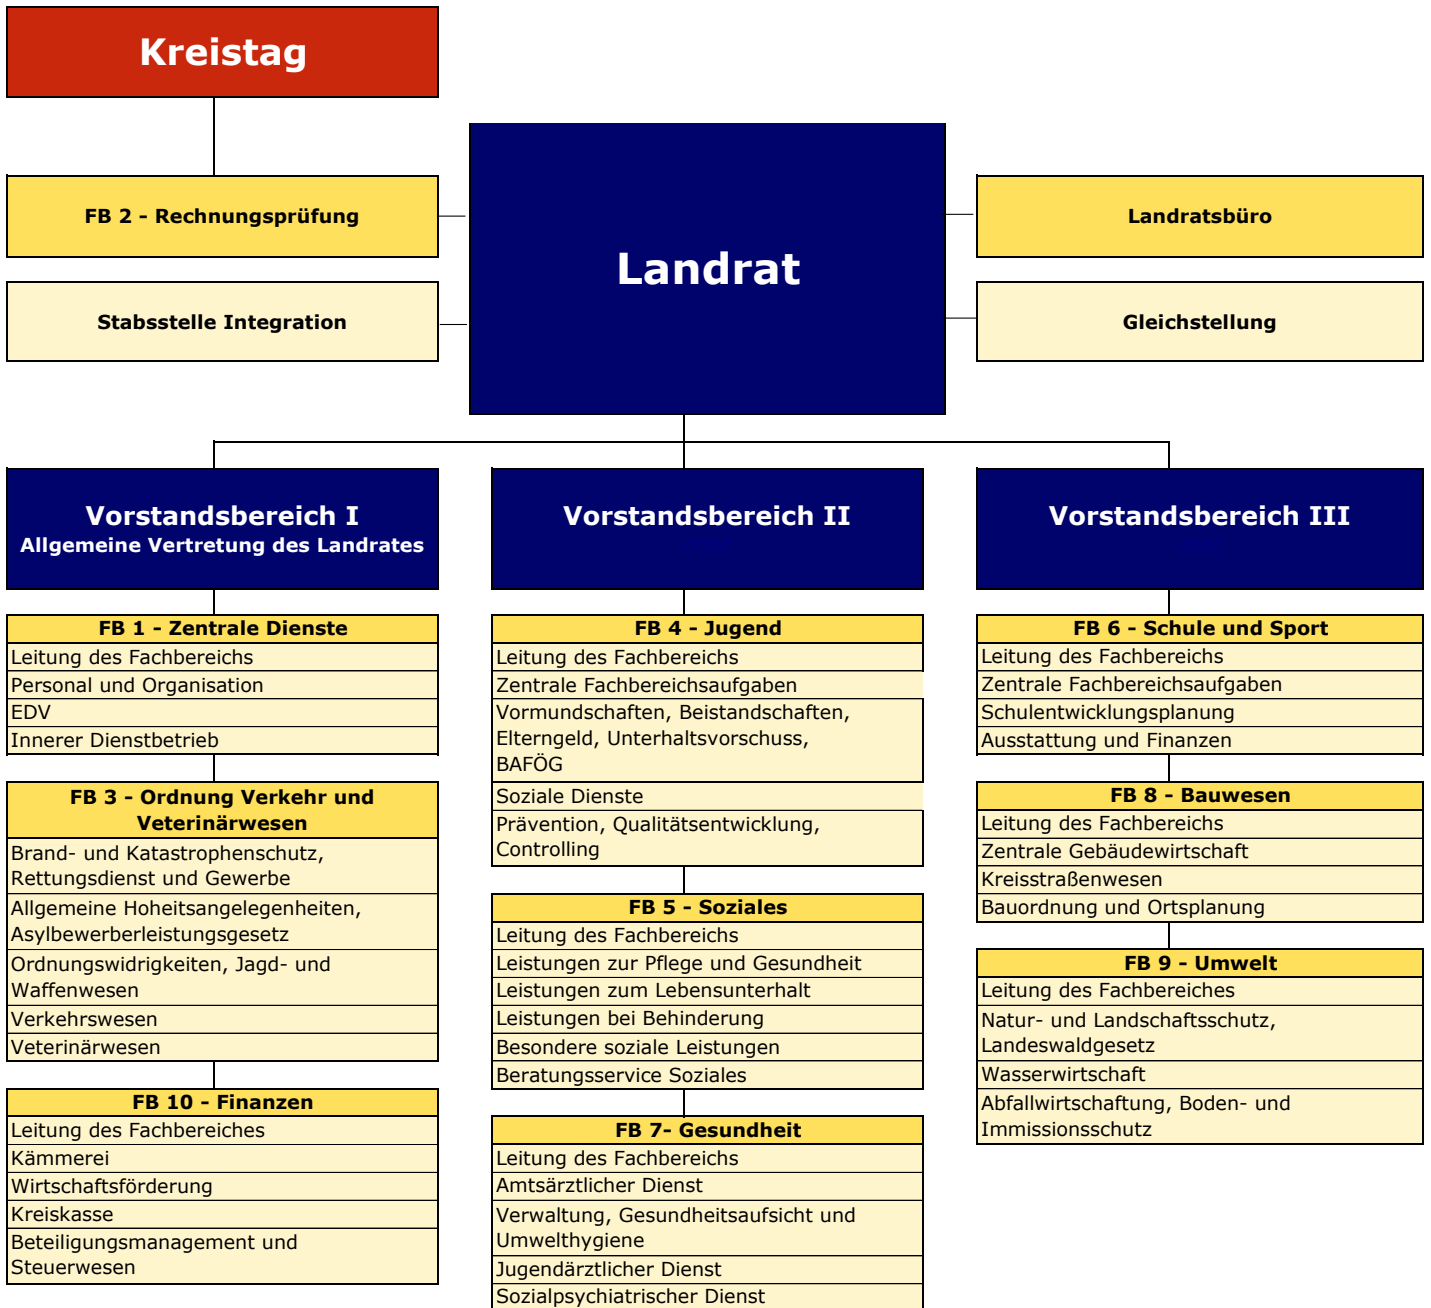 Kreistag
FB 2 - Rechnungsprüfung
Stabsstelle Integration
Landrat
Landratsbüro
Gleichstellung
Vorstandsbereich I
Allgemeine Vertretung des Landrates
FB 1 - Zentrale Dienste
Leitung des Fachbereichs
Personal und Organisation
EDV
Innerer Dienstbetrieb
FB 3 - Ordnung Verkehr und
Veterinärwesen
Brand- und Katastrophenschutz,
Rettungsdienst und Gewerbe
Allgemeine Hoheitsangelegenheiten,
Asylbewerberleistungsgesetz
Ordnungswidrigkeiten, Jagd- und
Waffenwesen
Verkehrswesen
Veterinärwesen
FB 10 - Finanzen
Leitung des Fachbereiches
Kämmerei
Wirtschaftsförderung
Kreiskasse
Beteiligungsmanagement und
Steuerwesen
Vorstandsbereich II
FB 4 - Jugend
Leitung des Fachbereichs
Zentrale Fachbereichsaufgaben
Vormundschaften, Beistandschaften,
Elterngeld, Unterhaltsvorschuss,
BAFÖG
Soziale Dienste
Prävention, Qualitätsentwicklung,
Controlling
FB 5 - Soziales
Leitung des Fachbereichs
Leistungen zur Pflege und Gesundheit
Leistungen zum Lebensunterhalt
Leistungen bei Behinderung
Besondere soziale Leistungen
Beratungsservice Soziales
FB 7- Gesundheit
Leitung des Fachbereichs
Amtsärztlicher Dienst
Verwaltung, Gesundheitsaufsicht und
Umwelthygiene
Jugendärztlicher Dienst
Sozialpsychiatrischer Dienst
Vorstandsbereich III
FB 6 - Schule und Sport
Leitung des Fachbereichs
Zentrale Fachbereichsaufgaben
Schulentwicklungsplanung
Ausstattung und Finanzen
FB 8 - Bauwesen
Leitung des Fachbereichs
Zentrale Gebäudewirtschaft
Kreisstraßenwesen
Bauordnung und Ortsplanung
FB 9 - Umwelt
Leitung des Fachbereiches
Natur- und Landschaftsschutz,
Landeswaldgesetz
Wasserwirtschaft
Abfallwirtschaftung, Boden- und
Immissionsschutz